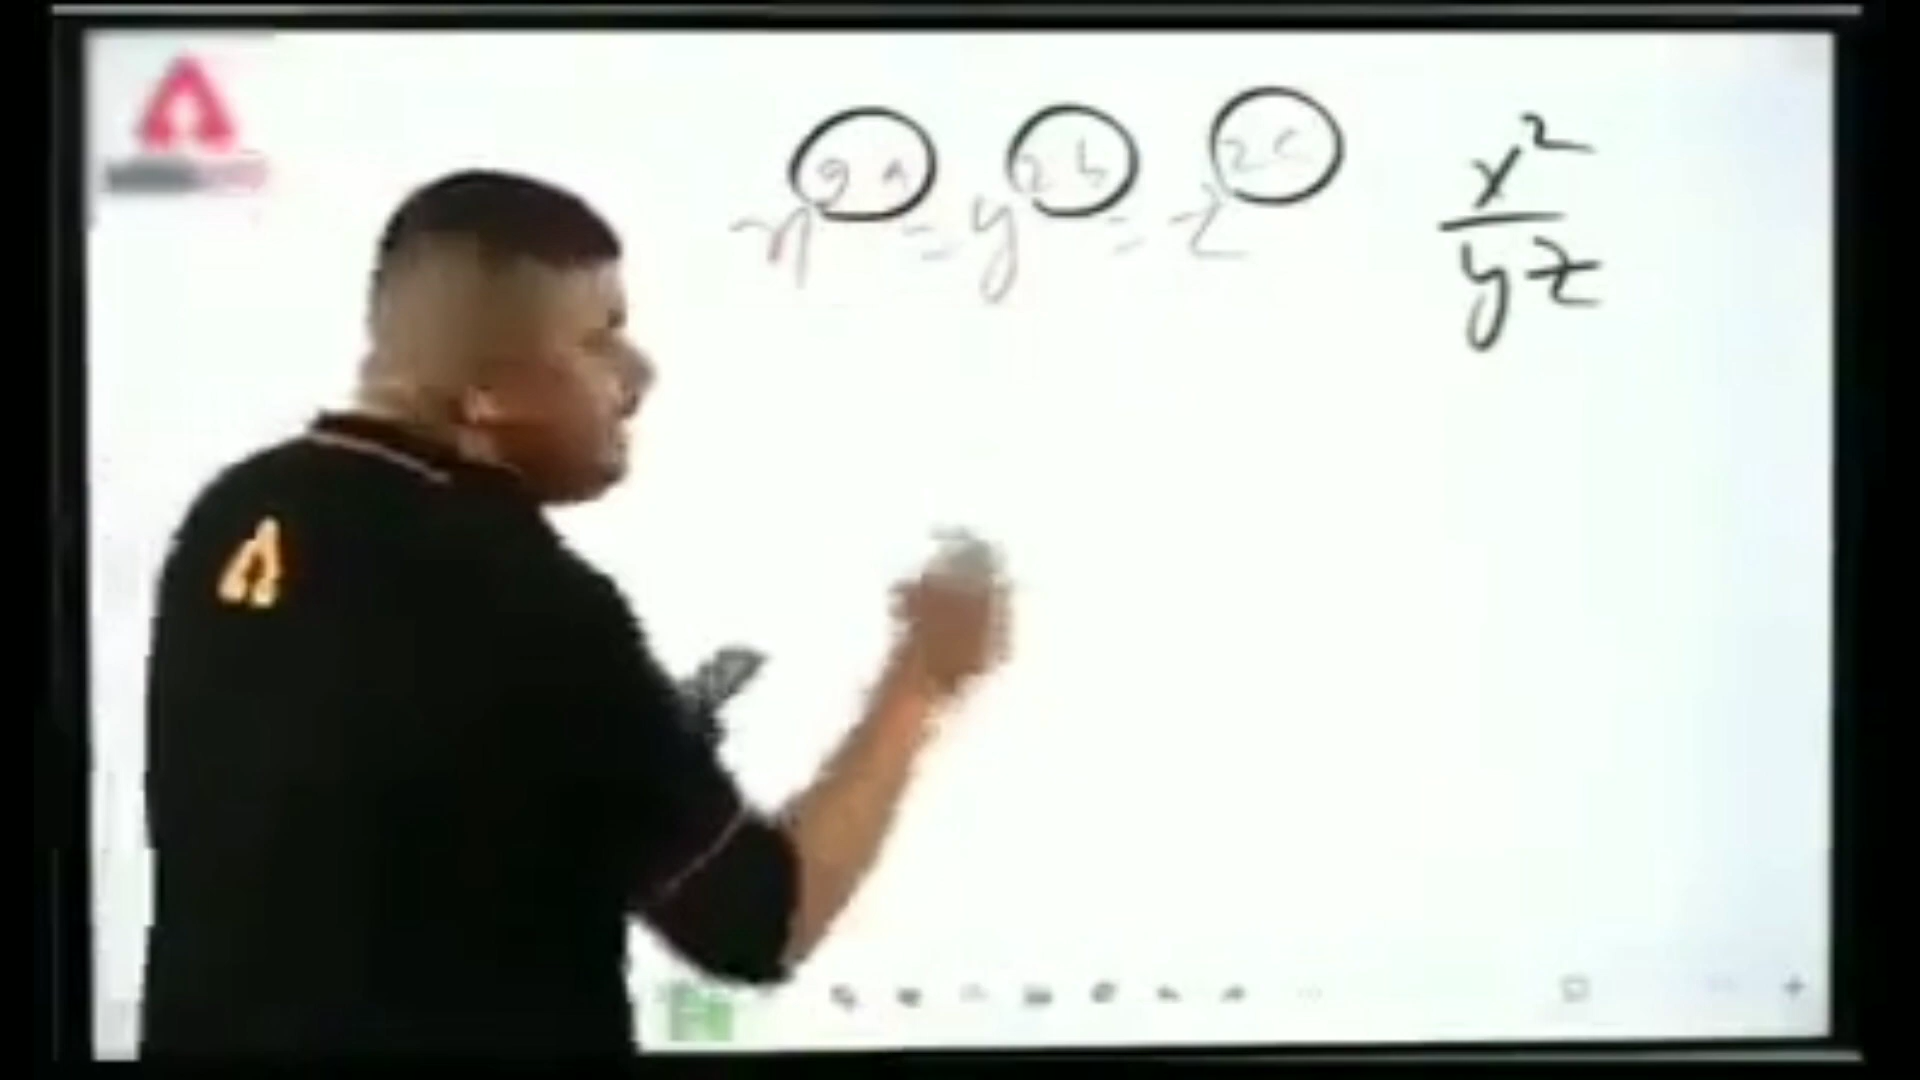 x^{2a} = y^{2b} = z^{2c}
x^2
yz